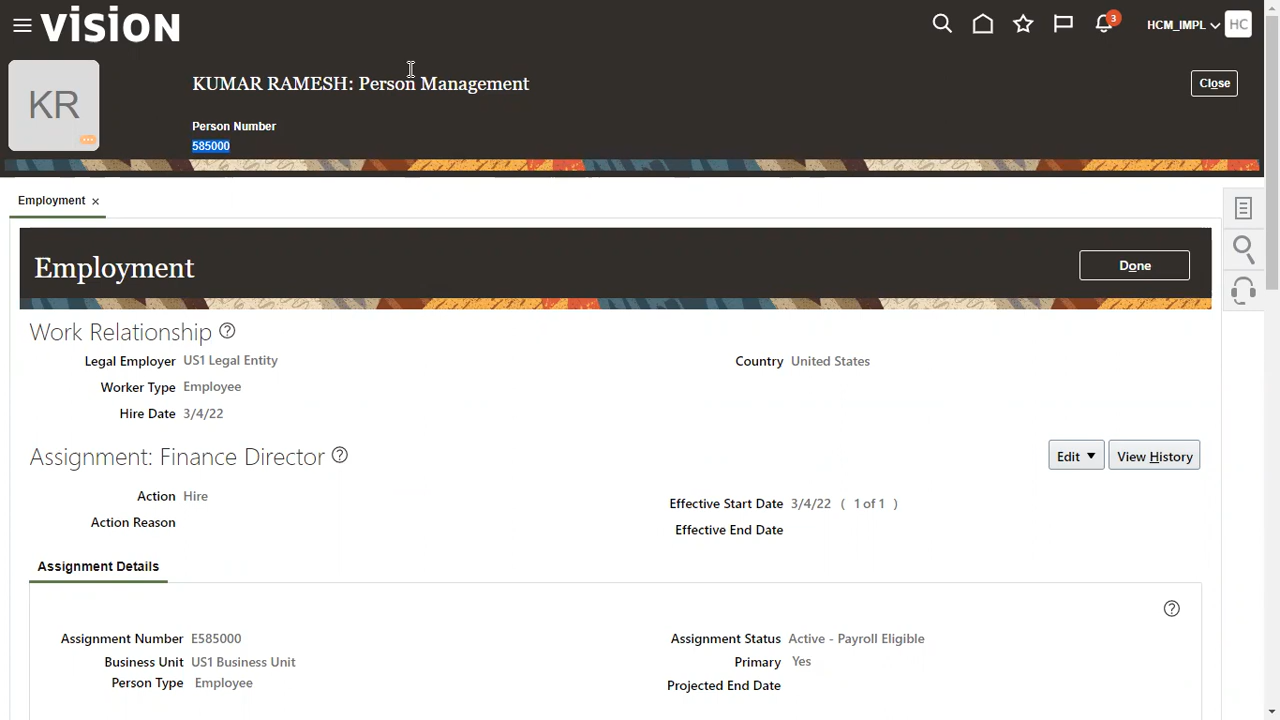 vision
3
HCM_IMPL
HC
KR
KUMAR RAMESH: Person Management
Close
Person Number
585000
Employment ×
Employment
Done
Work Relationship ?
Legal Employer US1 Legal Entity
Country United States
Worker Type Employee
Hire Date 3/4/22
Assignment: Finance Director ?
Edit View History
Action Hire
Effective Start Date 3/4/22 ( 1 of 1 )
Action Reason
Effective End Date
Assignment Details
?
Assignment Number E585000
Assignment Status Active - Payroll Eligible
Business Unit US1 Business Unit
Primary Yes
Person Type Employee
Projected End Date